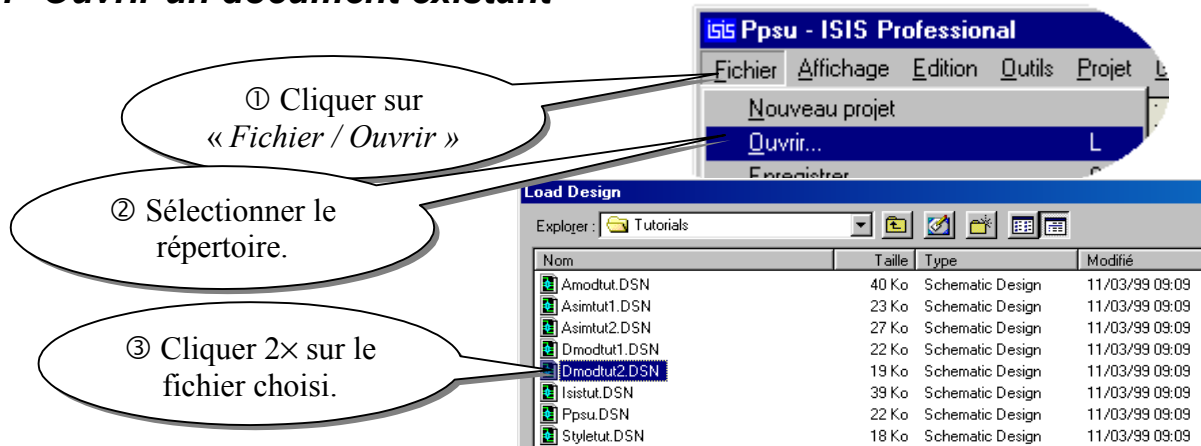 Ouvrir un document existant
isis Ppsu - ISIS Professional
Fichier Affichage Edition Outils Projet
Nouveau projet
Ouvrir... L
Enregistrer
① Cliquer sur
« Fichier / Ouvrir »
② Sélectionner le
répertoire.
③ Cliquer 2× sur le
fichier choisi.
Load Design
Explorer : Tutorials
Nom Taille Type Modifié
Amodtut.DSN 40 Ko Schematic Design 11/03/99 09:09
Asimtut1.DSN 23 Ko Schematic Design 11/03/99 09:09
Asimtut2.DSN 27 Ko Schematic Design 11/03/99 09:09
Dmodtut1.DSN 22 Ko Schematic Design 11/03/99 09:09
Dmodtut2.DSN 19 Ko Schematic Design 11/03/99 09:09
Isistut.DSN 39 Ko Schematic Design 11/03/99 09:09
Ppsu.DSN 22 Ko Schematic Design 11/03/99 09:09
Styletut.DSN 18 Ko Schematic Design 11/03/99 09:09